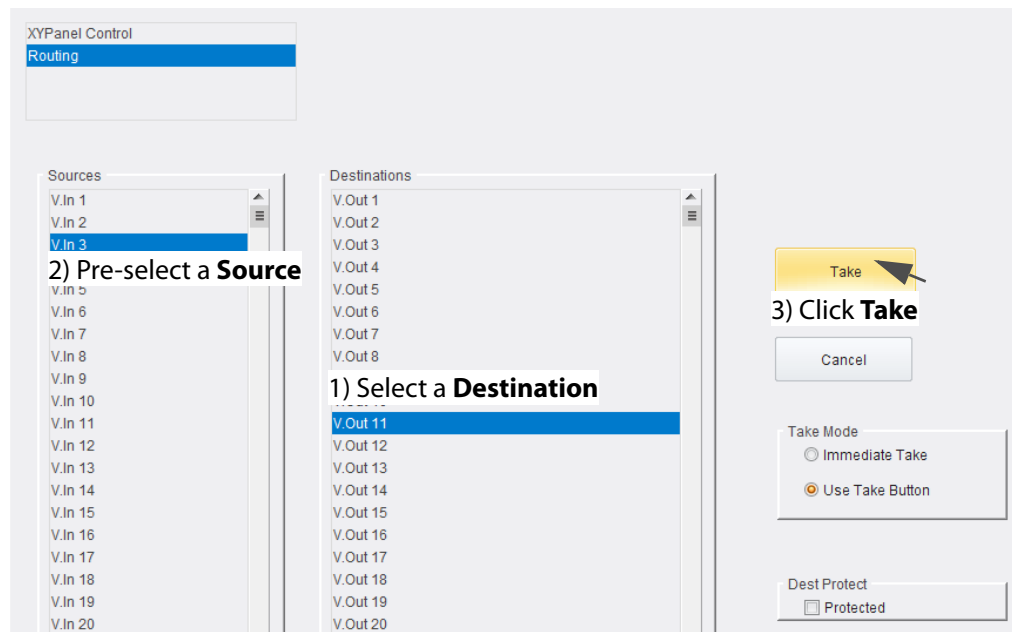 XYPanel Control
Routing
Sources
V.In 1
V.In 2
V.In 3
2) Pre-select a Source
V.In 5
V.In 6
V.In 7
V.In 8
V.In 9
V.In 10
V.In 11
V.In 12
V.In 13
V.In 14
V.In 15
V.In 16
V.In 17
V.In 18
V.In 19
V.In 20
Destinations
V.Out 1
V.Out 2
V.Out 3
V.Out 4
V.Out 5
V.Out 6
V.Out 7
V.Out 8
1) Select a Destination
V.Out 11
V.Out 12
V.Out 13
V.Out 14
V.Out 15
V.Out 16
V.Out 17
V.Out 18
V.Out 19
V.Out 20
Take
3) Click Take
Cancel
Take Mode
Immediate Take
Use Take Button
Dest Protect
Protected